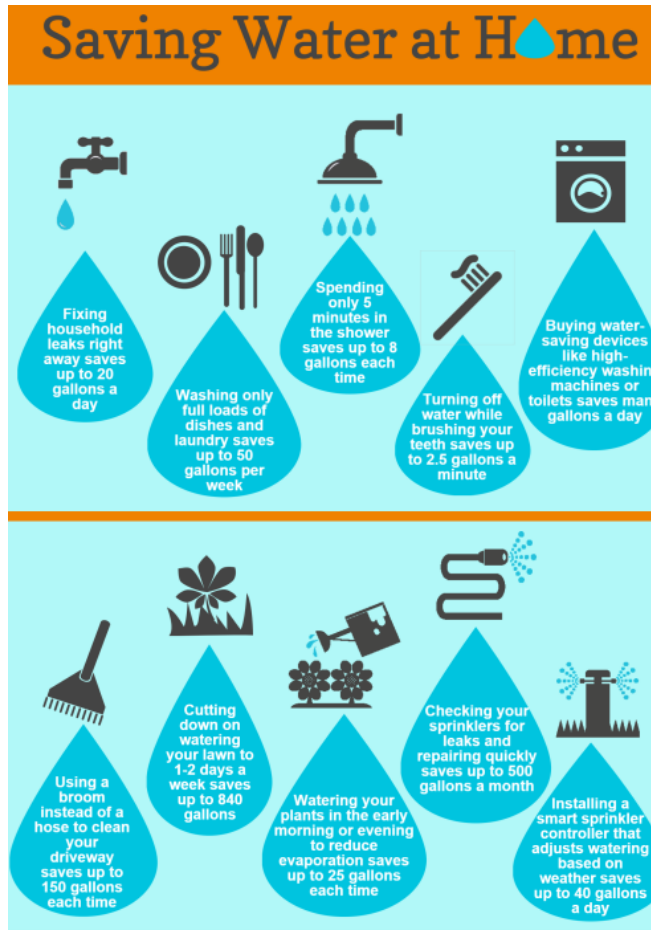 Saving Water at Home
Fixing
household
leaks right
away saves
up to 20
gallons a
day
Washing only
full loads of
dishes and
laundry saves
up to 50
gallons per
week
Spending
only 5
minutes in
the shower
saves up to 8
gallons each
time
Turning off
water while
brushing your
teeth saves up
to 2.5 gallons a
minute
Buying water-
saving devices
like high-
efficiency washin
machines or
toilets saves man
gallons a day
Using a
broom
instead of a
hose to clean
your
driveway
saves up to
150 gallons
each time
Cutting
down on
watering
your lawn to
1-2 days a
week saves
up to 840
gallons
Watering your
plants in the early
morning or evening
to reduce
evaporation saves
up to 25 gallons
each time
Checking your
sprinklers for
leaks and
repairing quickly
saves up to 500
gallons a month
Installing a
smart sprinkler
controller that
adjusts watering
based on
weather saves
up to 40 gallons
a day